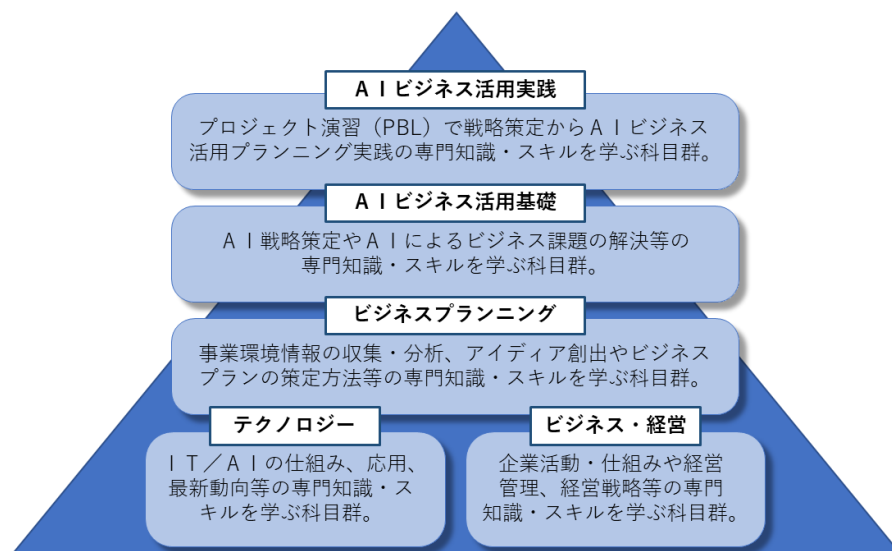 ＡＩビジネス活用実践
プロジェクト演習（PBL）で戦略策定からＡＩビジネス
活用プランニング実践の専門知識・スキルを学ぶ科目群。
ＡＩビジネス活用基礎
ＡＩ戦略策定やＡＩによるビジネス課題の解決等の
専門知識・スキルを学ぶ科目群。
ビジネスプランニング
事業環境情報の収集・分析、アイディア創出やビジネス
プランの策定方法等の専門知識・スキルを学ぶ科目群。
テクノロジー
ＩＴ／ＡＩの仕組み、応用、
最新動向等の専門知識・ス
キルを学ぶ科目群。
ビジネス・経営
企業活動・仕組みや経営
管理、経営戦略等の専門
知識・スキルを学ぶ科目群。